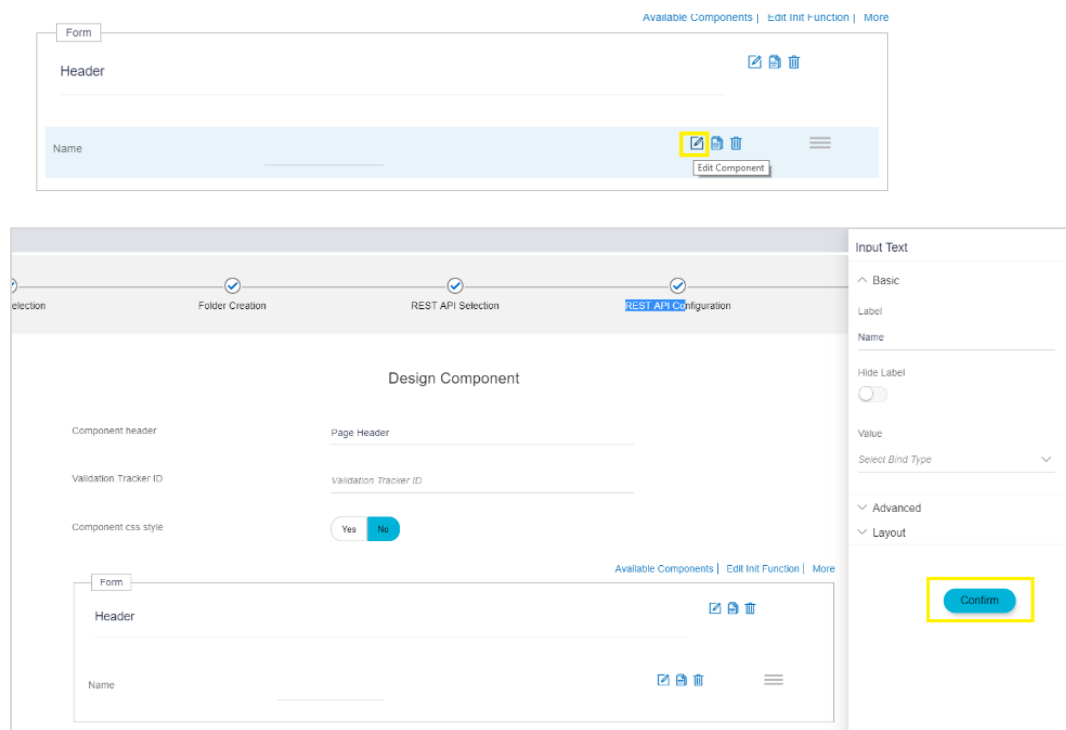 Available Components | Edit Init Function | More
Form
Header
Name
Edit Component
Input Text
Basic
election
Folder Creation
REST API Selection
REST API Configuration
Label
Name
Design Component
Hide Label
Component header
Page Header
Value
Select Bind Type
Validation Tracker ID
Validation Tracker ID
Advanced
Component css style
Yes
No
Layout
Available Components | Edit Init Function | More
Form
Header
Confirm
Name